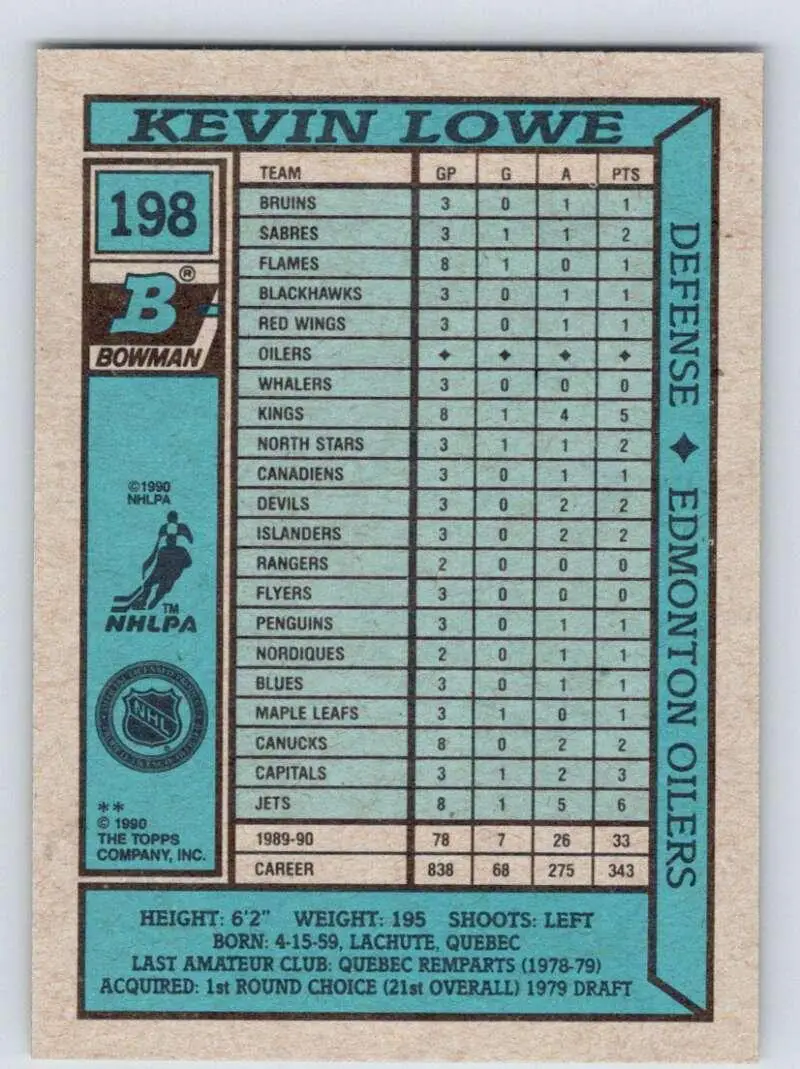 KEVIN LOWE
198
B®
BOWMAN
©1990
NHLPA
TM
NHLPA
NHL
**
© 1990
THE TOPPS
COMPANY, INC.
TEAM GP G A PTS
BRUINS 3 0 1 1
SABRES 3 1 1 2
FLAMES 8 1 0 1
BLACKHAWKS 3 0 1 1
RED WINGS 3 0 1 1
OILERS ♦ ♦ ♦ ♦
WHALERS 3 0 0 0
KINGS 8 1 4 5
NORTH STARS 3 1 1 2
CANADIENS 3 0 1 1
DEVILS 3 0 2 2
ISLANDERS 3 0 2 2
RANGERS 2 0 0 0
FLYERS 3 0 0 0
PENGUINS 3 0 1 1
NORDIQUES 2 0 1 1
BLUES 3 0 1 1
MAPLE LEAFS 3 1 0 1
CANUCKS 8 0 2 2
CAPITALS 3 1 2 3
JETS 8 1 5 6
1989-90 78 7 26 33
CAREER 838 68 275 343
DEFENSE ♦ EDMONTON OILERS
HEIGHT: 6'2" WEIGHT: 195 SHOOTS: LEFT
BORN: 4-15-59, LACHUTE, QUEBEC
LAST AMATEUR CLUB: QUEBEC REMPARTS (1978-79)
ACQUIRED: 1st ROUND CHOICE (21st OVERALL) 1979 DRAFT